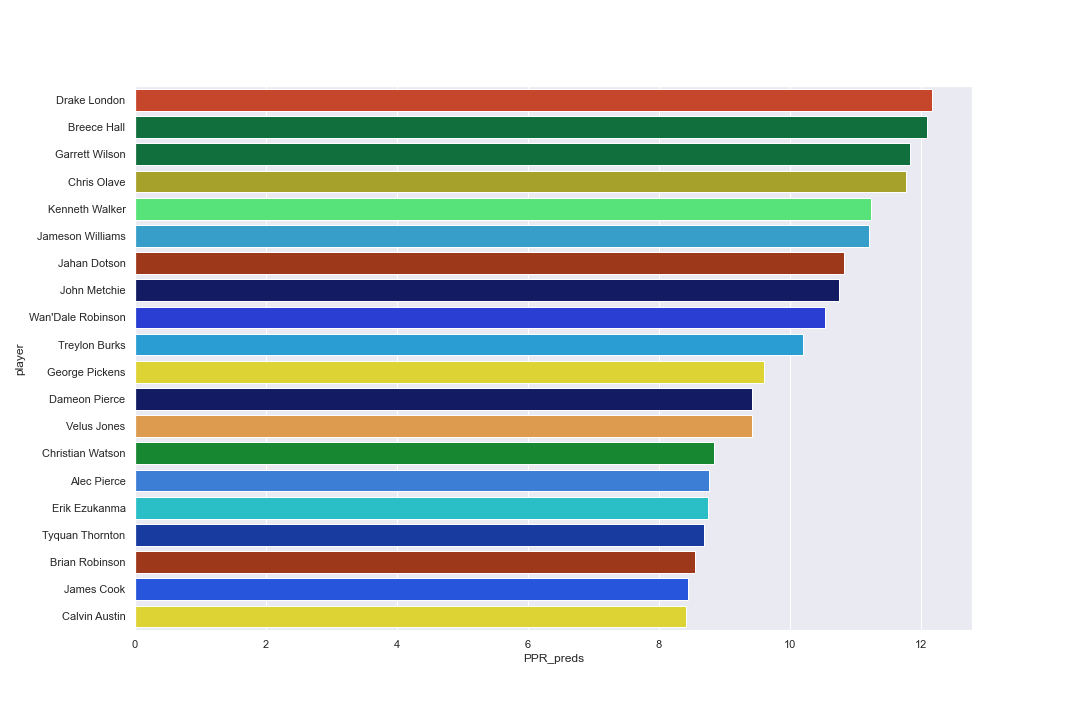 Drake London
Breece Hall
Garrett Wilson
Chris Olave
Kenneth Walker
Jameson Williams
Jahan Dotson
John Metchie
Wan'Dale Robinson
Treylon Burks
George Pickens
Dameon Pierce
Velus Jones
Christian Watson
Alec Pierce
Erik Ezukanma
Tyquan Thornton
Brian Robinson
James Cook
Calvin Austin
player
0 2 4 6 8 10 12
PPR_preds